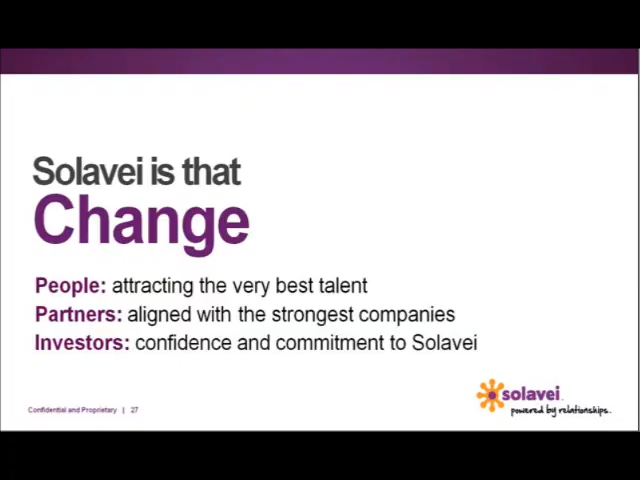 Solavei is that
Change
People: attracting the very best talent
Partners: aligned with the strongest companies
Investors: confidence and commitment to Solavei
Confidential and Proprietary | 27
solavei
powered by relationships.